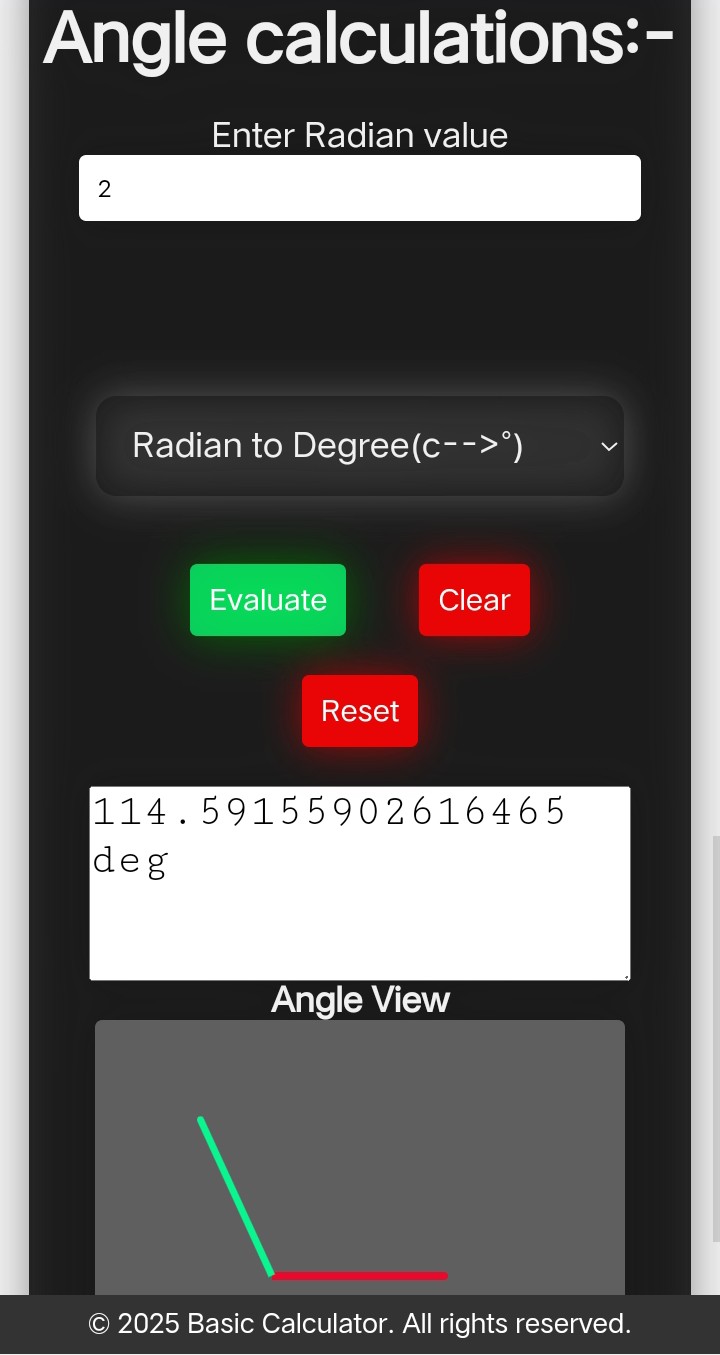 Angle calculations:-
Enter Radian value
2
Radian to Degree(c-->°)
Evaluate
Clear
Reset
114.59155902616465
deg
Angle View
© 2025 Basic Calculator. All rights reserved.